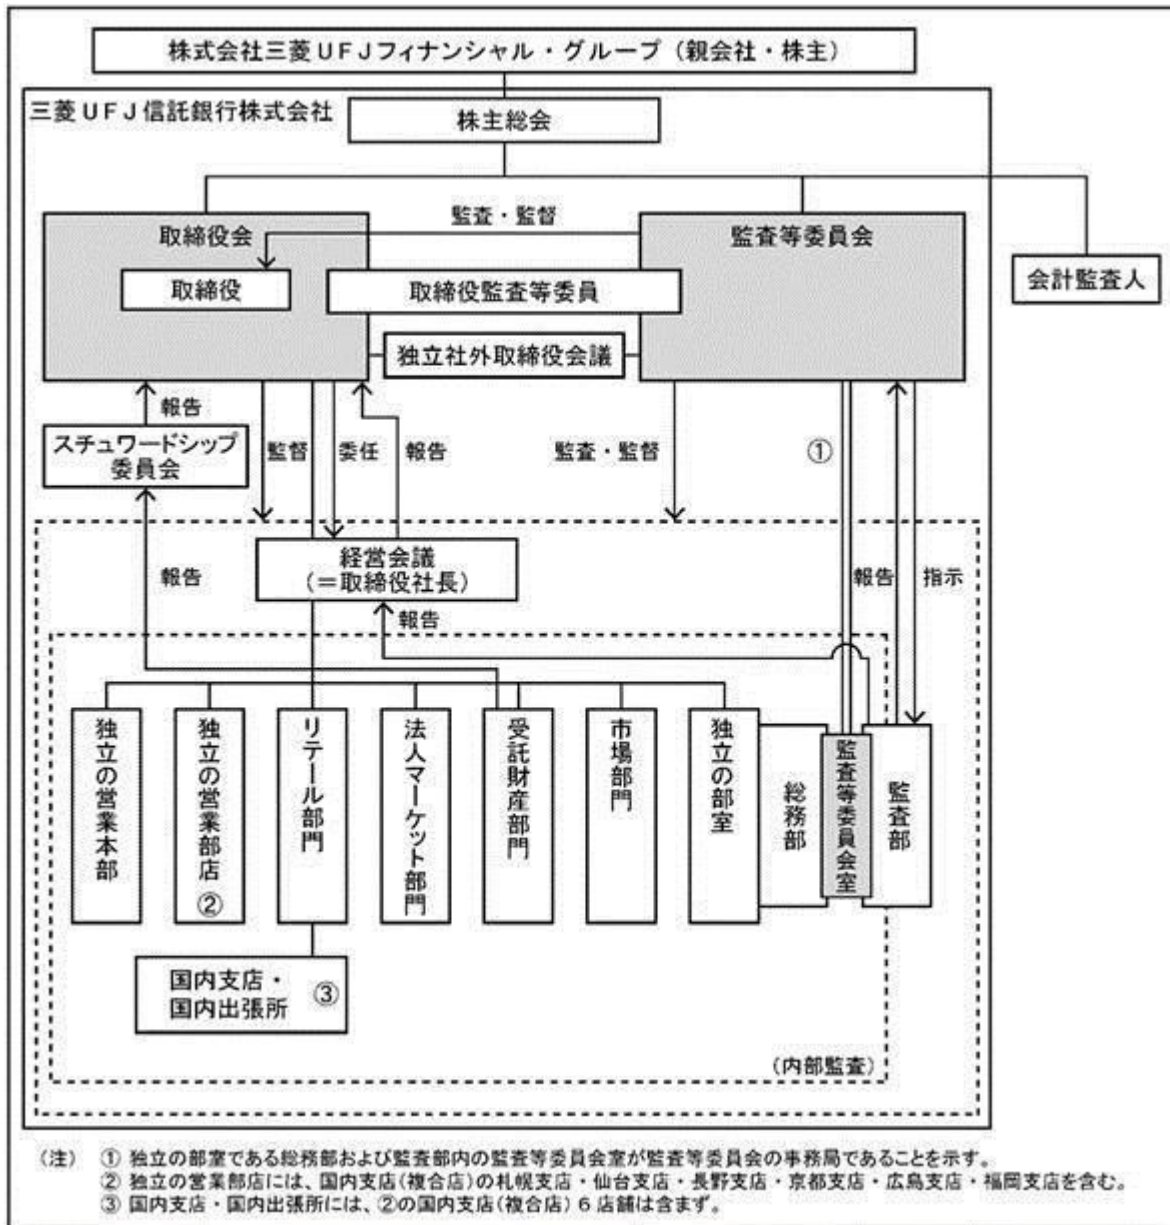 株式会社三菱UFJフィナンシャル・グループ（親会社・株主）
三菱UFJ信託銀行株式会社
株主総会
監査・監督
取締役会
監査等委員会
取締役
取締役監査等委員
会計監査人
独立社外取締役会議
報告
スチュワードシップ
委員会
監督
委任
報告
監査・監督
①
報告
経営会議
（＝取締役社長）
報告
報告
指示
独立の営業本部
独立の営業部店②
リテール部門
法人マーケット部門
受託財産部門
市場部門
独立の部室
総務部
監査等委員会室
監査部
国内支店・
国内出張所
③
（内部監査）
（注） ① 独立の部室である総務部および監査部内の監査等委員会室が監査等委員会の事務局であることを示す。
② 独立の営業部店には、国内支店（複合店）の札幌支店・仙台支店・長野支店・京都支店・広島支店・福岡支店を含む。
③ 国内支店・国内出張所には、②の国内支店（複合店）６店舗は含まず。